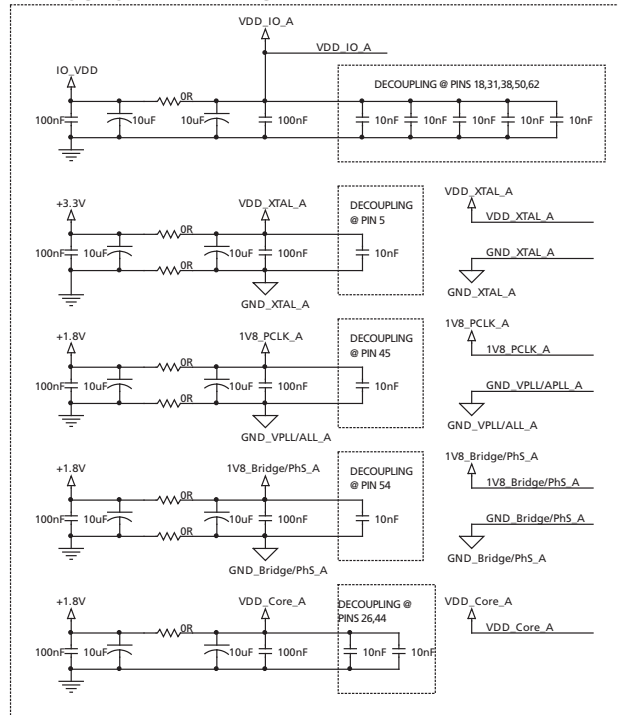 VDD_IO_A
VDD_IO_A
IO_VDD
DECOUPLING @ PINS 18,31,38,50,62
0R
100nF 10uF 10uF 100nF 10nF 10nF 10nF 10nF 10nF
+3.3V VDD_XTAL_A DECOUPLING @ PIN 5 VDD_XTAL_A
VDD_XTAL_A
0R
100nF 10uF 10uF 100nF 10nF
GND_XTAL_A
0R
GND_XTAL_A
GND_XTAL_A
+1.8V 1V8_PCLK_A DECOUPLING @ PIN 45 1V8_PCLK_A
1V8_PCLK_A
0R
100nF 10uF 10uF 100nF 10nF
GND_VPLL/APLL_A
0R
GND_VPLL/ALL_A
GND_VPLL/ALL_A
+1.8V 1V8_Bridge/PhS_A DECOUPLING @ PIN 54 1V8_Bridge/PhS_A
1V8_Bridge/PhS_A
0R
100nF 10uF 10uF 100nF 10nF
GND_Bridge/PhS_A
0R
GND_Bridge/PhS_A
GND_Bridge/PhS_A
+1.8V VDD_Core_A DECOUPLING @ PINS 26,44 VDD_Core_A
VDD_Core_A
0R
100nF 10uF 10uF 100nF 10nF 10nF